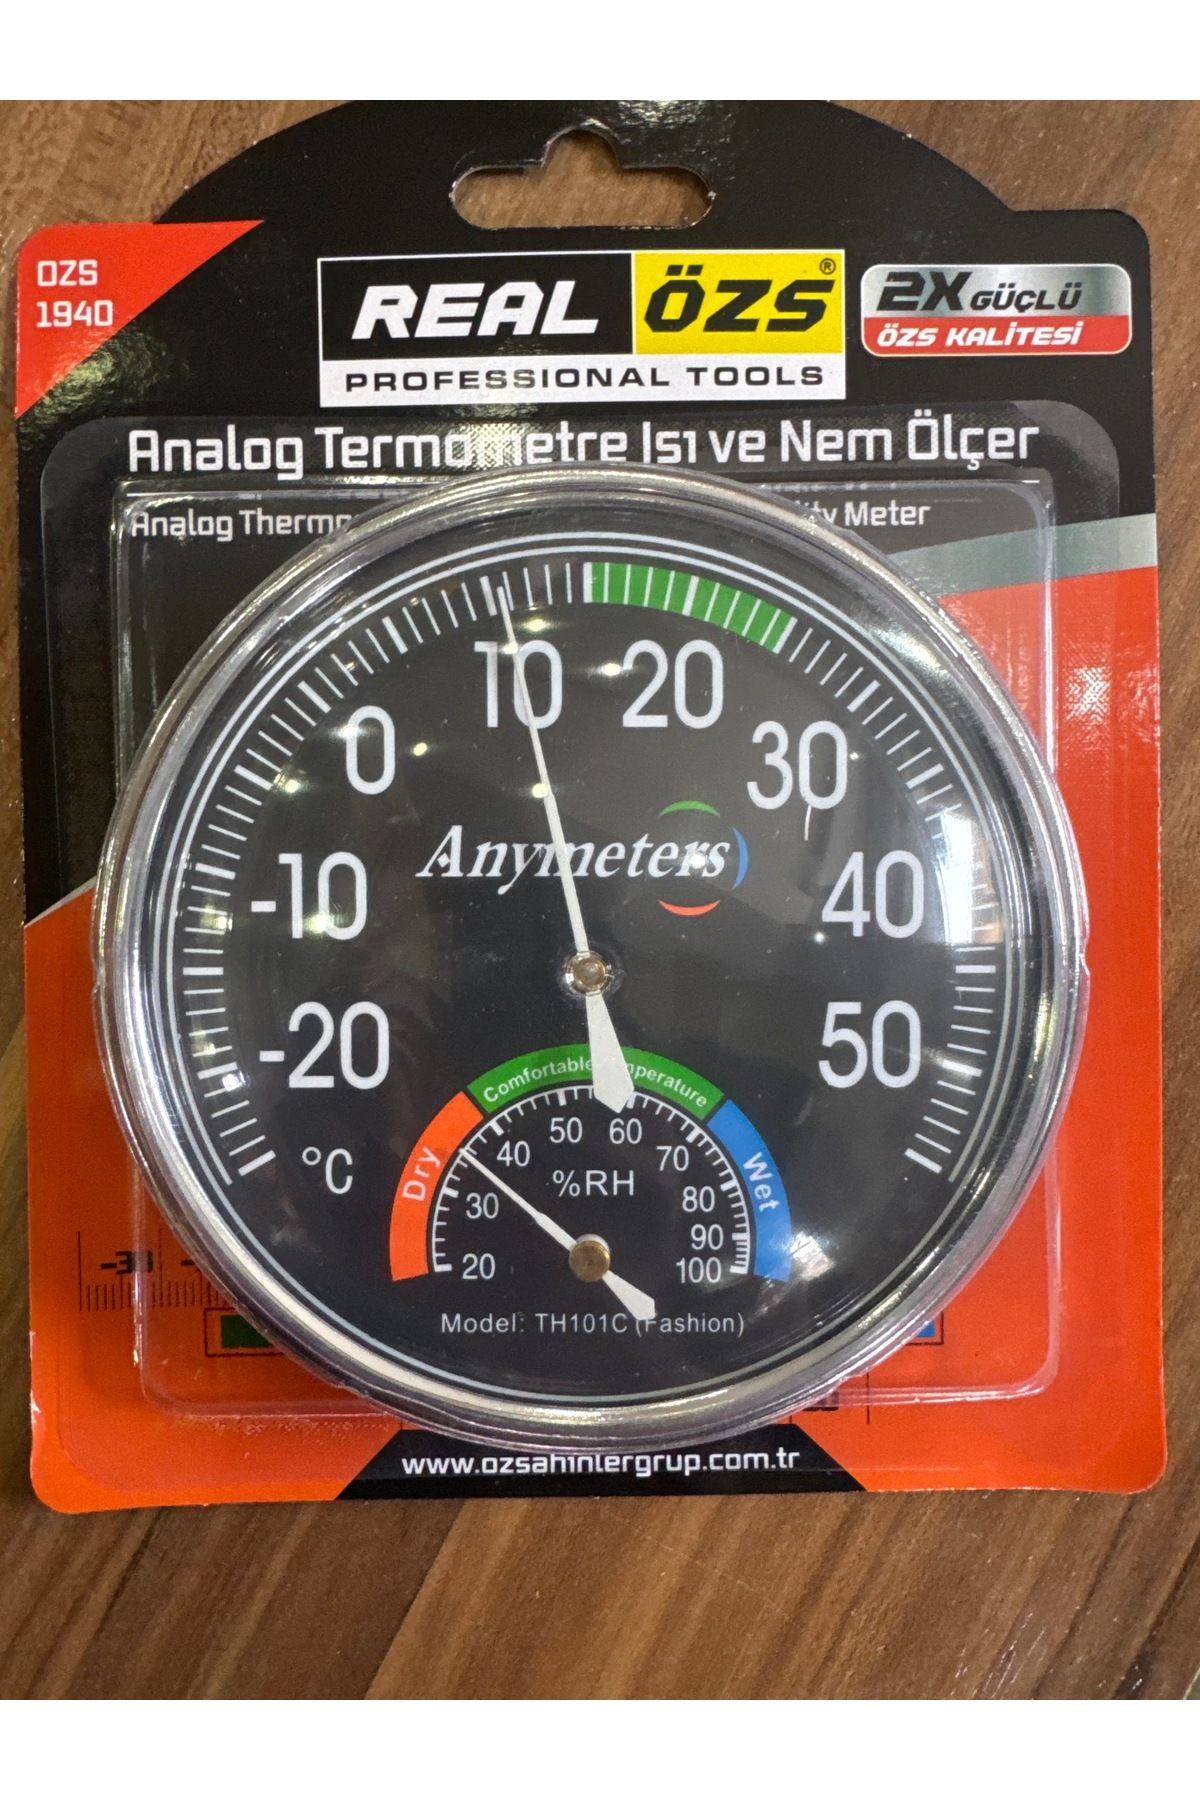 OZS
1940
REAL ÖZS®
PROFESSIONAL TOOLS
2X GÜÇLÜ
ÖZS KALİTESİ
Analog Termometre Isı ve Nem Ölçer
Analog Meter
10 20
0 30
Anymeters
-10 40
-20 50
°C
Comfortable
Dry Wet
50 60
40 70
%RH
30 80
90
20 100
Model: TH101C (Fashion)
www.ozsahinlergrup.com.tr